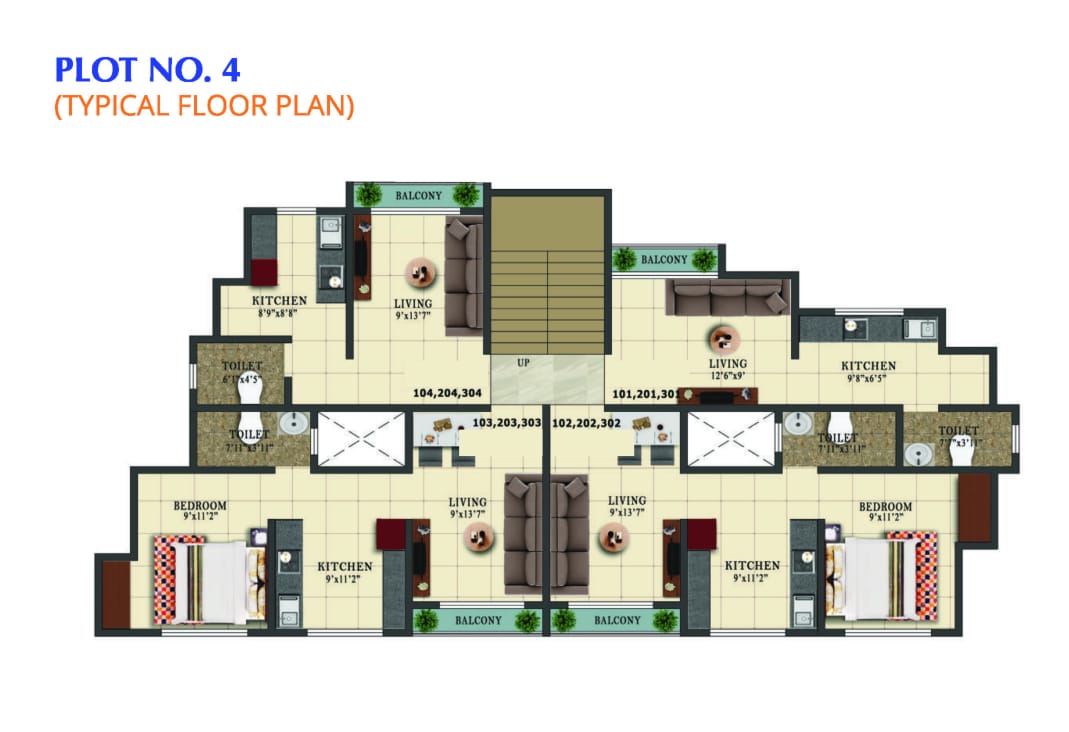 PLOT NO. 4
(TYPICAL FLOOR PLAN)
BALCONY
KITCHEN
8'9"x8'8"
LIVING
9'x13'7"
BALCONY
UP
LIVING
12'6"x9'
KITCHEN
9'8"x6'5"
TOILET
6'1"x4'5"
104,204,304
101,201,301
103,203,303
102,202,302
TOILET
7'11"x3'11"
TOILET
7'11"x3'11"
TOILET
7'1"x3'11"
BEDROOM
9'x11'2"
LIVING
9'x13'7"
LIVING
9'x13'7"
BEDROOM
9'x11'2"
KITCHEN
9'x11'2"
KITCHEN
9'x11'2"
BALCONY
BALCONY